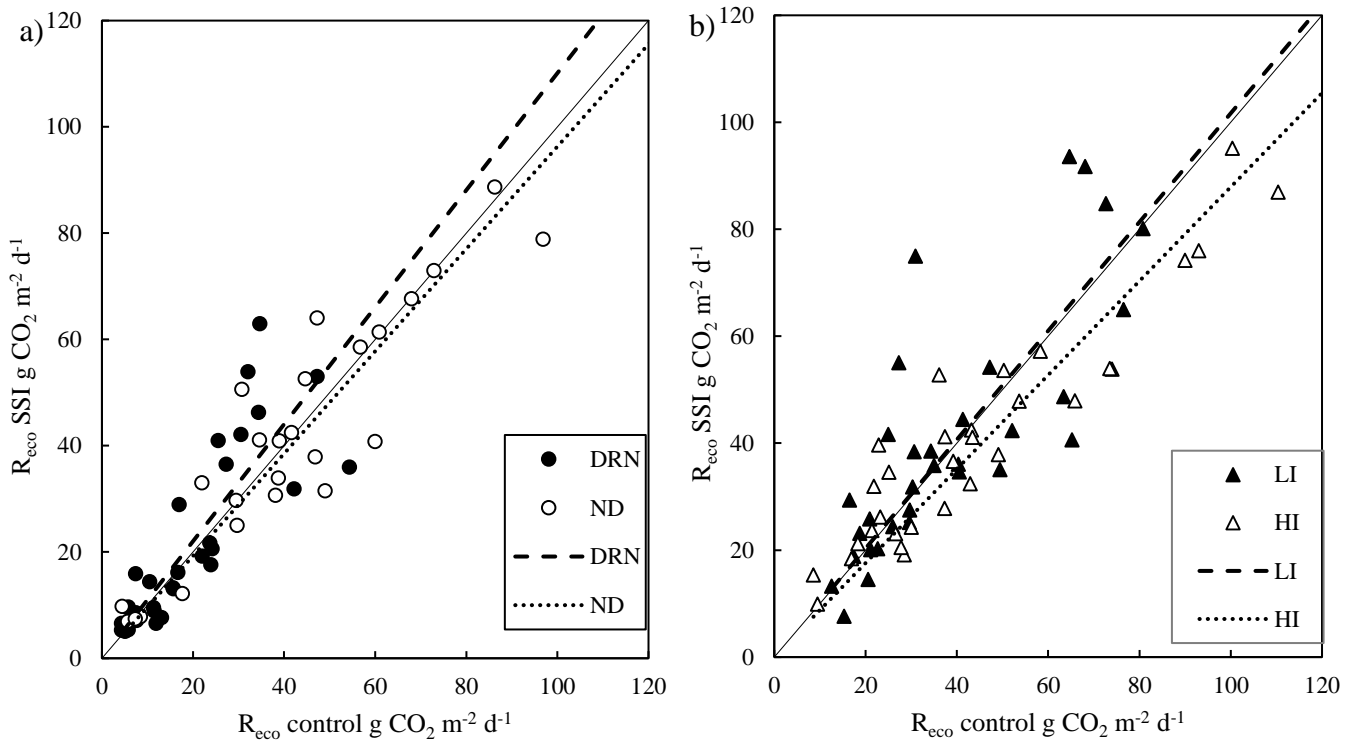 a)
120
100
80
60
40
20
0
R_eco SSI g CO₂ m⁻² d⁻¹
DRN
ND
DRN
ND
0 20 40 60 80 100 120
R_eco control g CO₂ m⁻² d⁻¹
b)
120
100
80
60
40
20
0
R_eco SSI g CO₂ m⁻² d⁻¹
LI
HI
LI
HI
0 20 40 60 80 100 120
R_eco control g CO₂ m⁻² d⁻¹